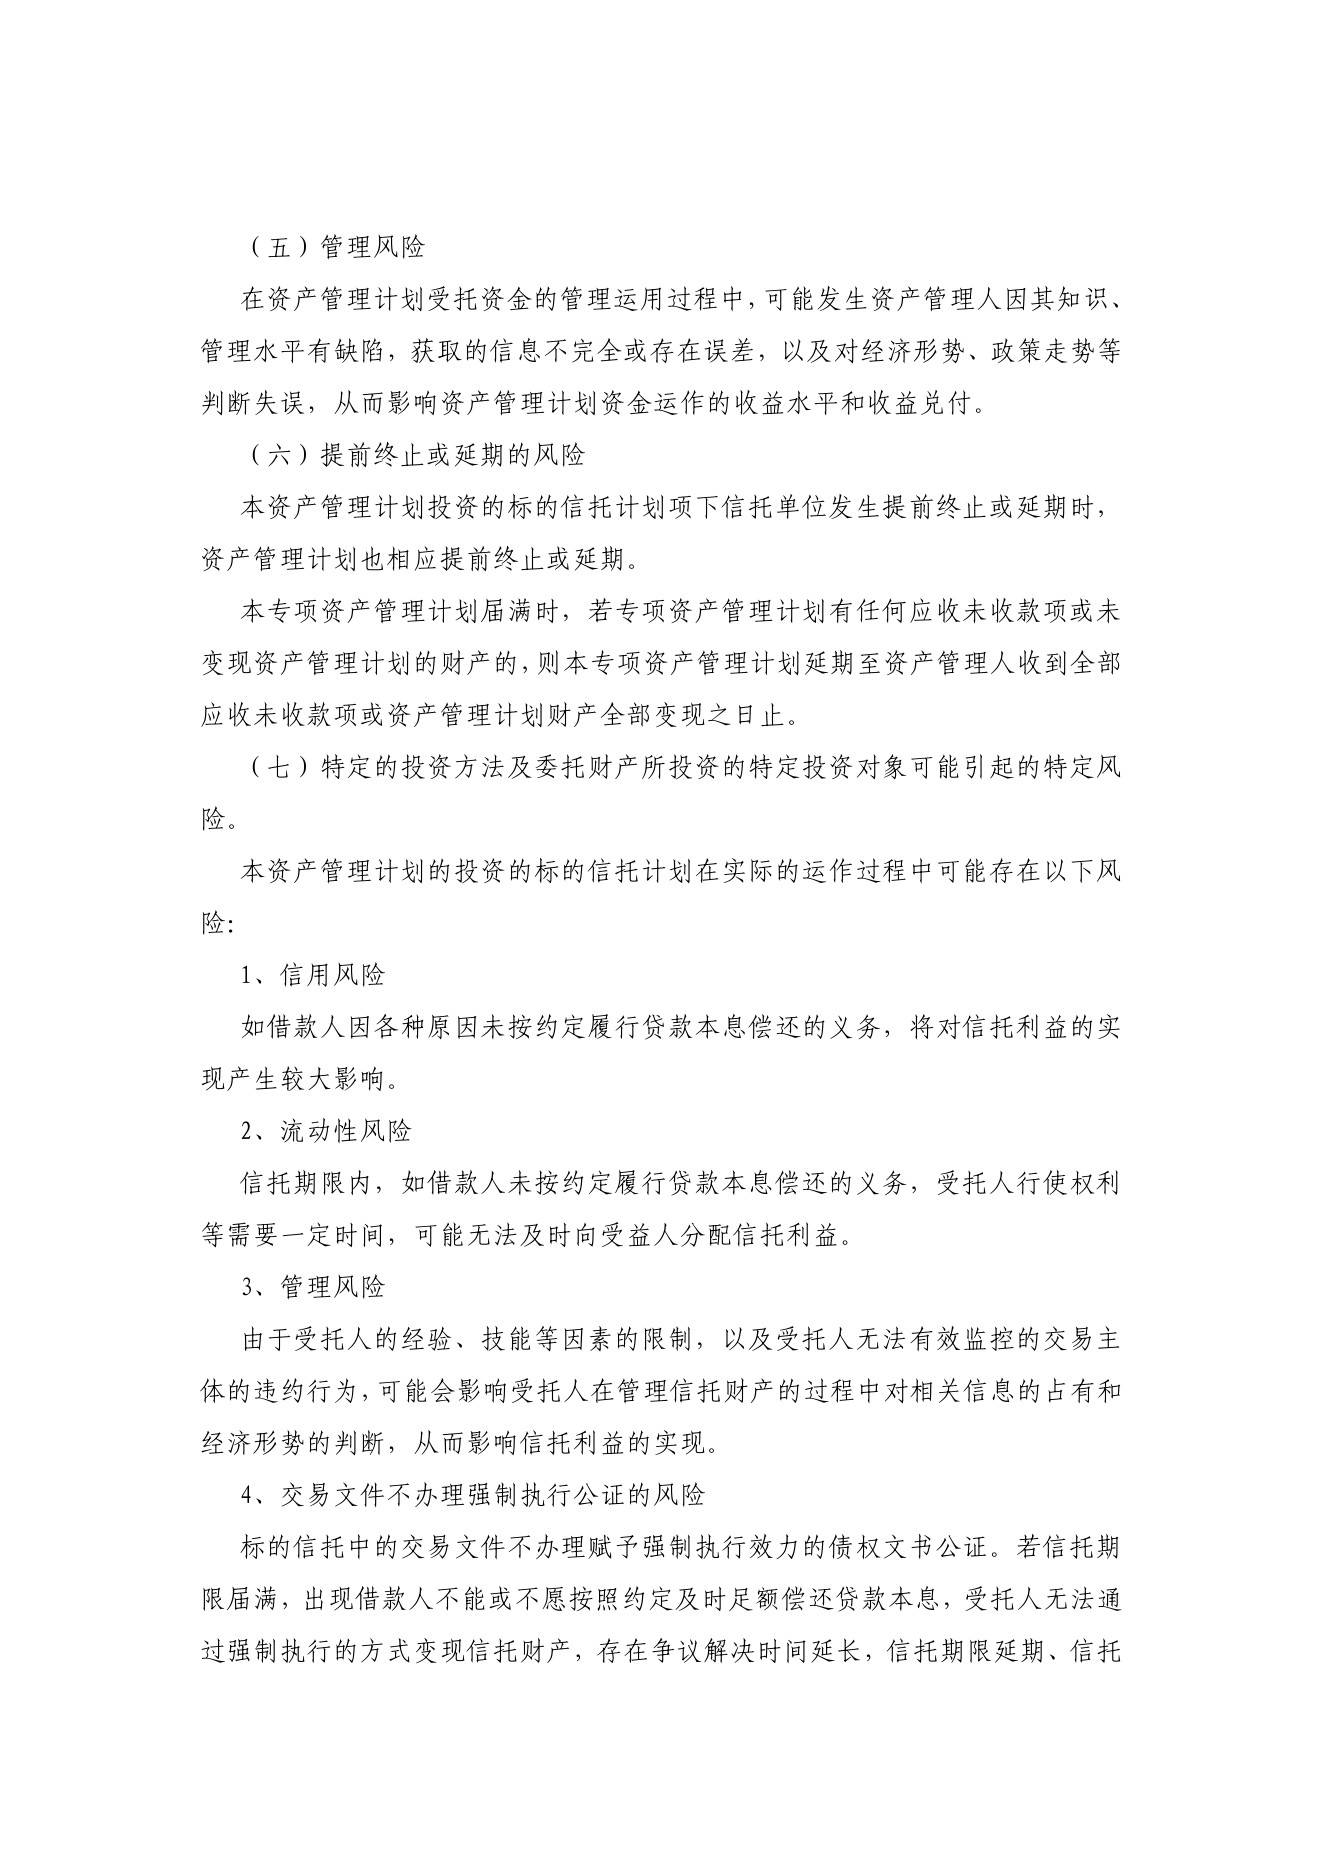 （五）管理风险
在资产管理计划受托资金的管理运用过程中，可能发生资产管理人因其知识、
管理水平有缺陷，获取的信息不完全或存在误差，以及对经济形势、政策走势等
判断失误，从而影响资产管理计划资金运作的收益水平和收益兑付。
（六）提前终止或延期的风险
本资产管理计划投资的标的信托计划项下信托单位发生提前终止或延期时，
资产管理计划也相应提前终止或延期。
本专项资产管理计划届满时，若专项资产管理计划有任何应收未收款项或未
变现资产管理计划的财产的，则本专项资产管理计划延期至资产管理人收到全部
应收未收款项或资产管理计划财产全部变现之日止。
（七）特定的投资方法及委托财产所投资的特定投资对象可能引起的特定风
险。
本资产管理计划的投资的标的信托计划在实际的运作过程中可能存在以下风
险：
1、信用风险
如借款人因各种原因未按约定履行贷款本息偿还的义务，将对信托利益的实
现产生较大影响。
2、流动性风险
信托期限内，如借款人未按约定履行贷款本息偿还的义务，受托人行使权利
等需要一定时间，可能无法及时向受益人分配信托利益。
3、管理风险
由于受托人的经验、技能等因素的限制，以及受托人无法有效监控的交易主
体的违约行为，可能会影响受托人在管理信托财产的过程中对相关信息的占有和
经济形势的判断，从而影响信托利益的实现。
4、交易文件不办理强制执行公证的风险
标的信托中的交易文件不办理赋予强制执行效力的债权文书公证。若信托期
限届满，出现借款人不能或不愿按照约定及时足额偿还贷款本息，受托人无法通
过强制执行的方式变现信托财产，存在争议解决时间延长，信托期限延期、信托